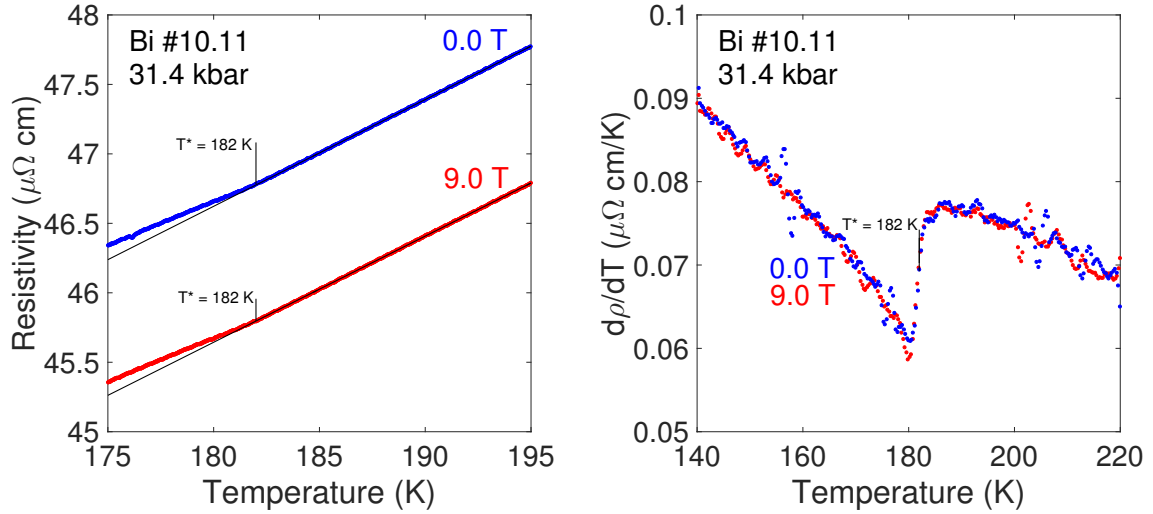 Bi #10.11
31.4 kbar
0.0 T
9.0 T
T* = 182 K
T* = 182 K
48
47.5
47
46.5
46
45.5
45
Resistivity (μΩ cm)
175 180 185 190 195
Temperature (K)
Bi #10.11
31.4 kbar
T* = 182 K
0.0 T
9.0 T
0.1
0.09
0.08
0.07
0.06
0.05
dρ/dT (μΩ cm/K)
140 160 180 200 220
Temperature (K)